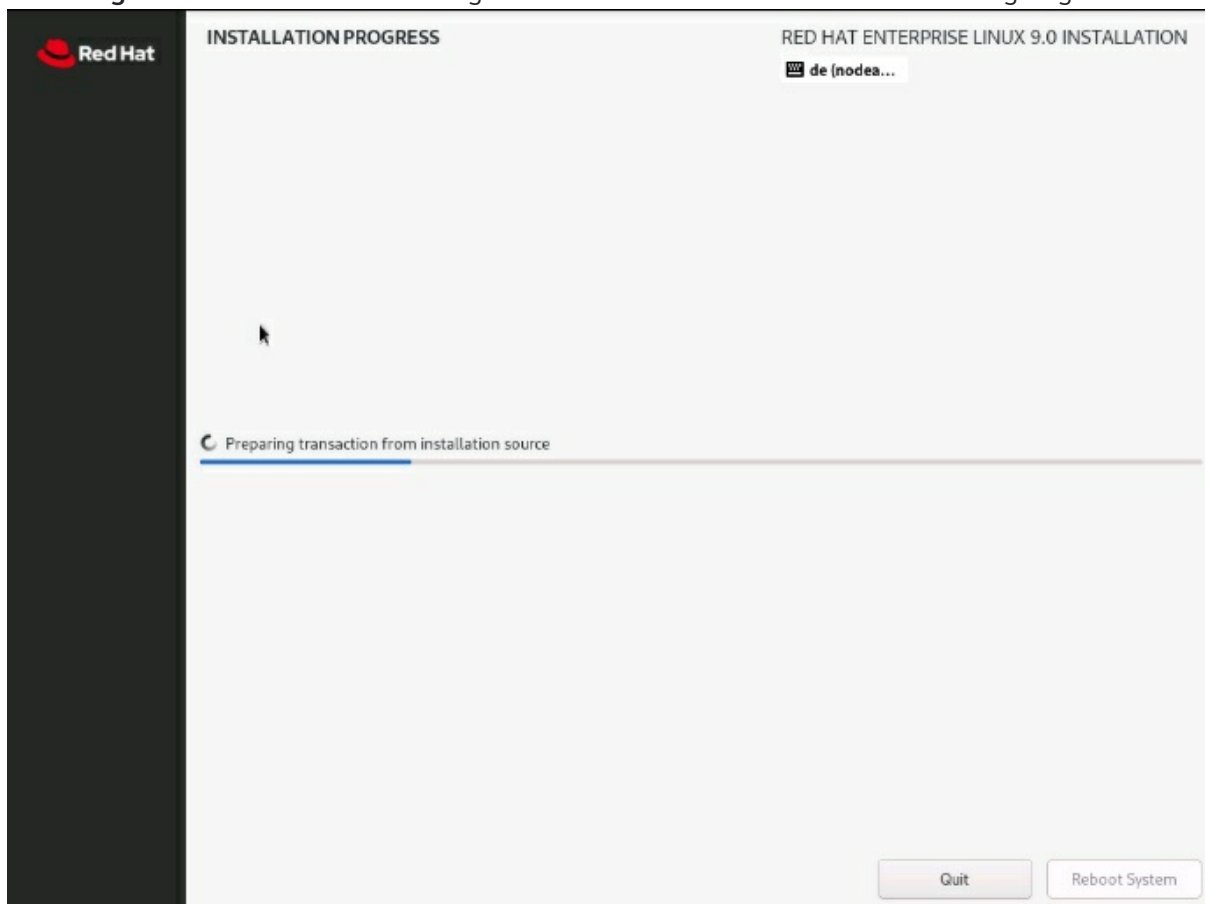 Red Hat
INSTALLATION PROGRESS
RED HAT ENTERPRISE LINUX 9.0 INSTALLATION
de (nodea...
Preparing transaction from installation source
Quit
Reboot System